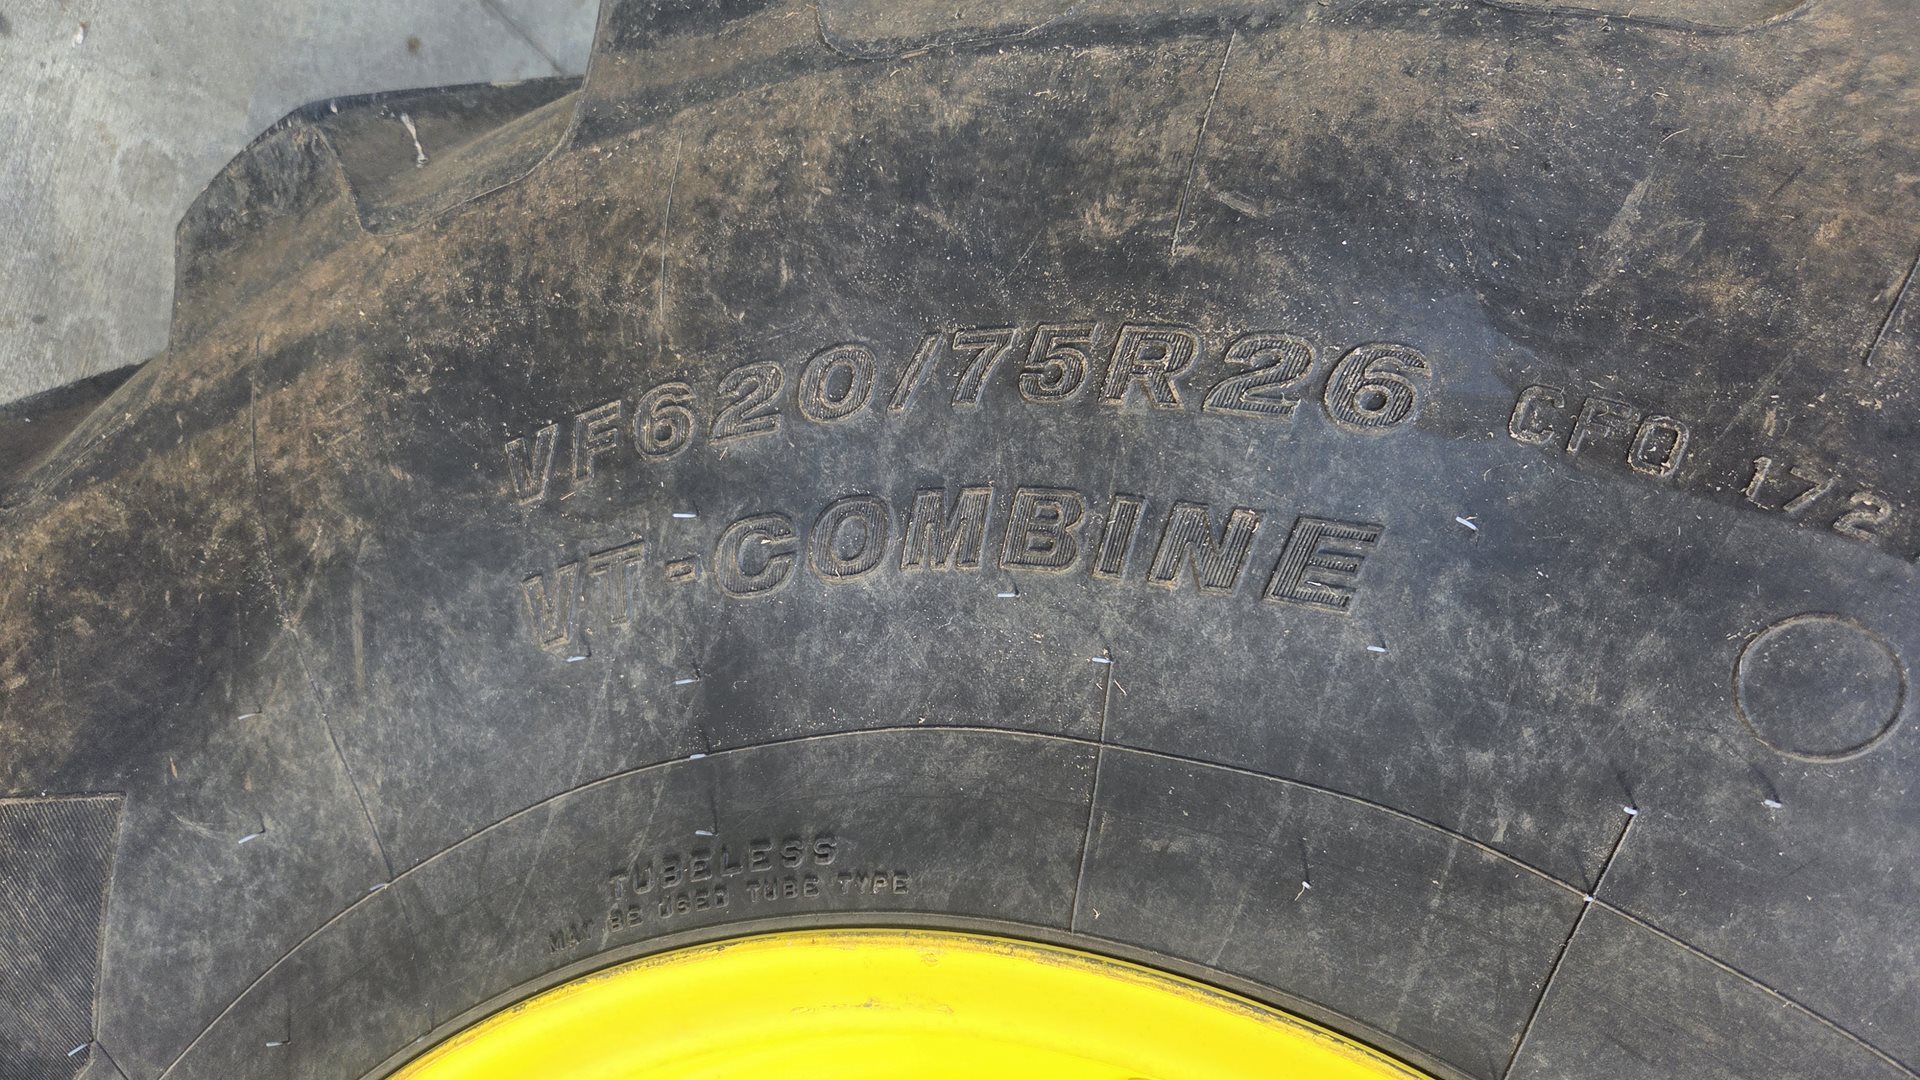 VF620/75R26 CFO 172
VT-COMBINE
TUBELESS
MAY BE USED TUBE TYPE